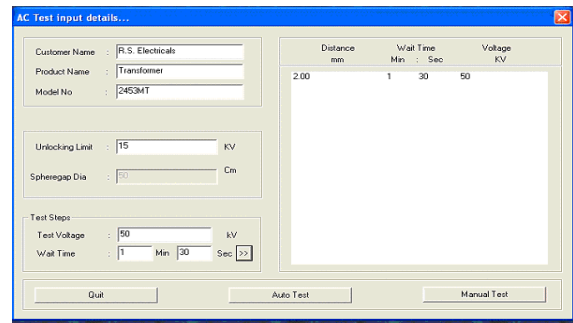 AC Test input details...
Customer Name : R.S. Electricals
Product Name : Transformer
Model No : 2453MT
Unlocking Limit : 15 KV
Spheregap Dia : 50 Cm
Test Steps
Test Voltage : 50 kV
Wait Time : 1 Min 30 Sec >>
Distance Wait Time Voltage
mm Min : Sec KV
2.00 1 30 50
Quit Auto Test Manual Test